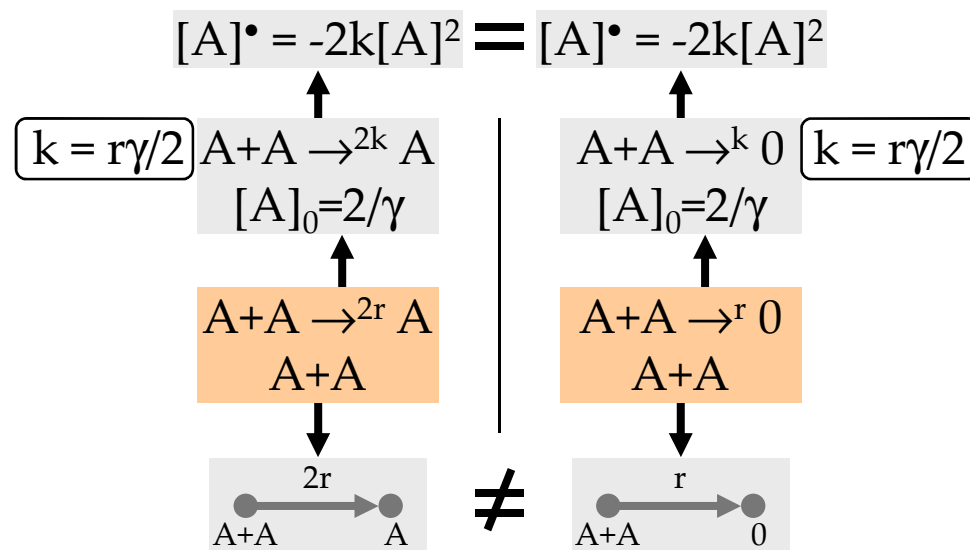 [A]• = -2k[A]² = [A]• = -2k[A]²
k = rγ/2
A+A →²ᵏ A
[A]₀=2/γ
A+A →ᵏ 0
[A]₀=2/γ
k = rγ/2
A+A →²ʳ A
A+A
A+A →ʳ 0
A+A
2r
A+A
A
≠
r
A+A
0